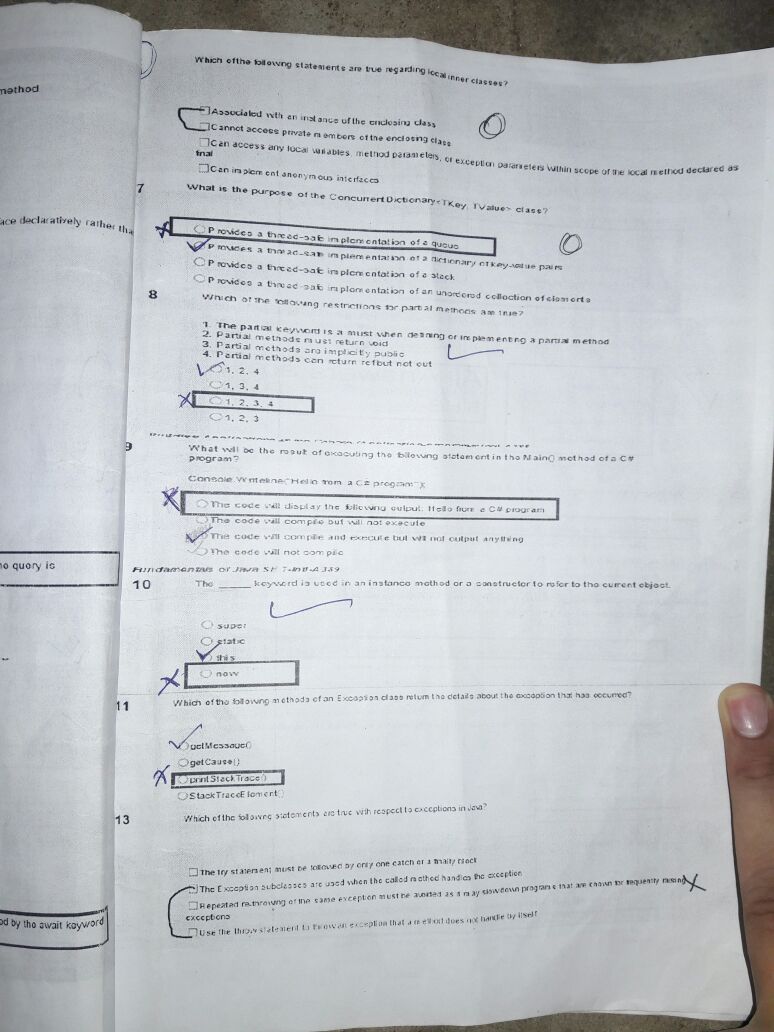 method
Which of the following statements are true regarding local inner classes?
Associated with an instance of the enclosing class
Cannot access private members of the enclosing class
Can access any local variables, method parameters, or exception parameters within scope of the local method declared as
final
Can implement anonymous interfaces
7 What is the purpose of the ConcurrentDictionary<TKey, TValue> class?
ace declaratively rather tha
Provides a thread-safe implementation of a queue
Provides a thread-safe implementation of a dictionary of key-value pairs
Provides a thread-safe implementation of a stack
Provides a thread-safe implementation of an unordered collection of elements
8 Which of the following restrictions for partial methods are true?
1. The partial keyword is a must when defining or implementing a partial method
2. Partial methods must return void
3. Partial methods are implicitly public
4. Partial methods can return ref but not out
1, 2, 4
1, 3, 4
1, 2, 3, 4
1, 2, 3
9 What will be the result of executing the following statement in the Main() method of a C#
program?
Console.Writeline("Hello from a C# program");
The code will display the following output: Hello from a C# program
The code will compile but will not execute
The code will compile and execute but will not output anything
The code will not compile
no query is
Fundamentals of Java SE 7-INT-A 339
10 The ______ keyword is used in an instance method or a constructor to refer to the current object.
super
static
this
now
11 Which of the following methods of an Exception class return the details about the exception that has occurred?
getMessage()
getCause()
printStackTrace()
StackTraceElement()
13 Which of the following statements are true with respect to exceptions in Java?
The try statement must be followed by only one catch or a finally block
The Exception subclasses are used when the called method handles the exception
Repeated re-throwing of the same exception must be avoided as it may slow down programs that are known for frequently raising
exceptions
Use the throw statement to throw an exception that a method does not handle by itself
ed by the await keyword